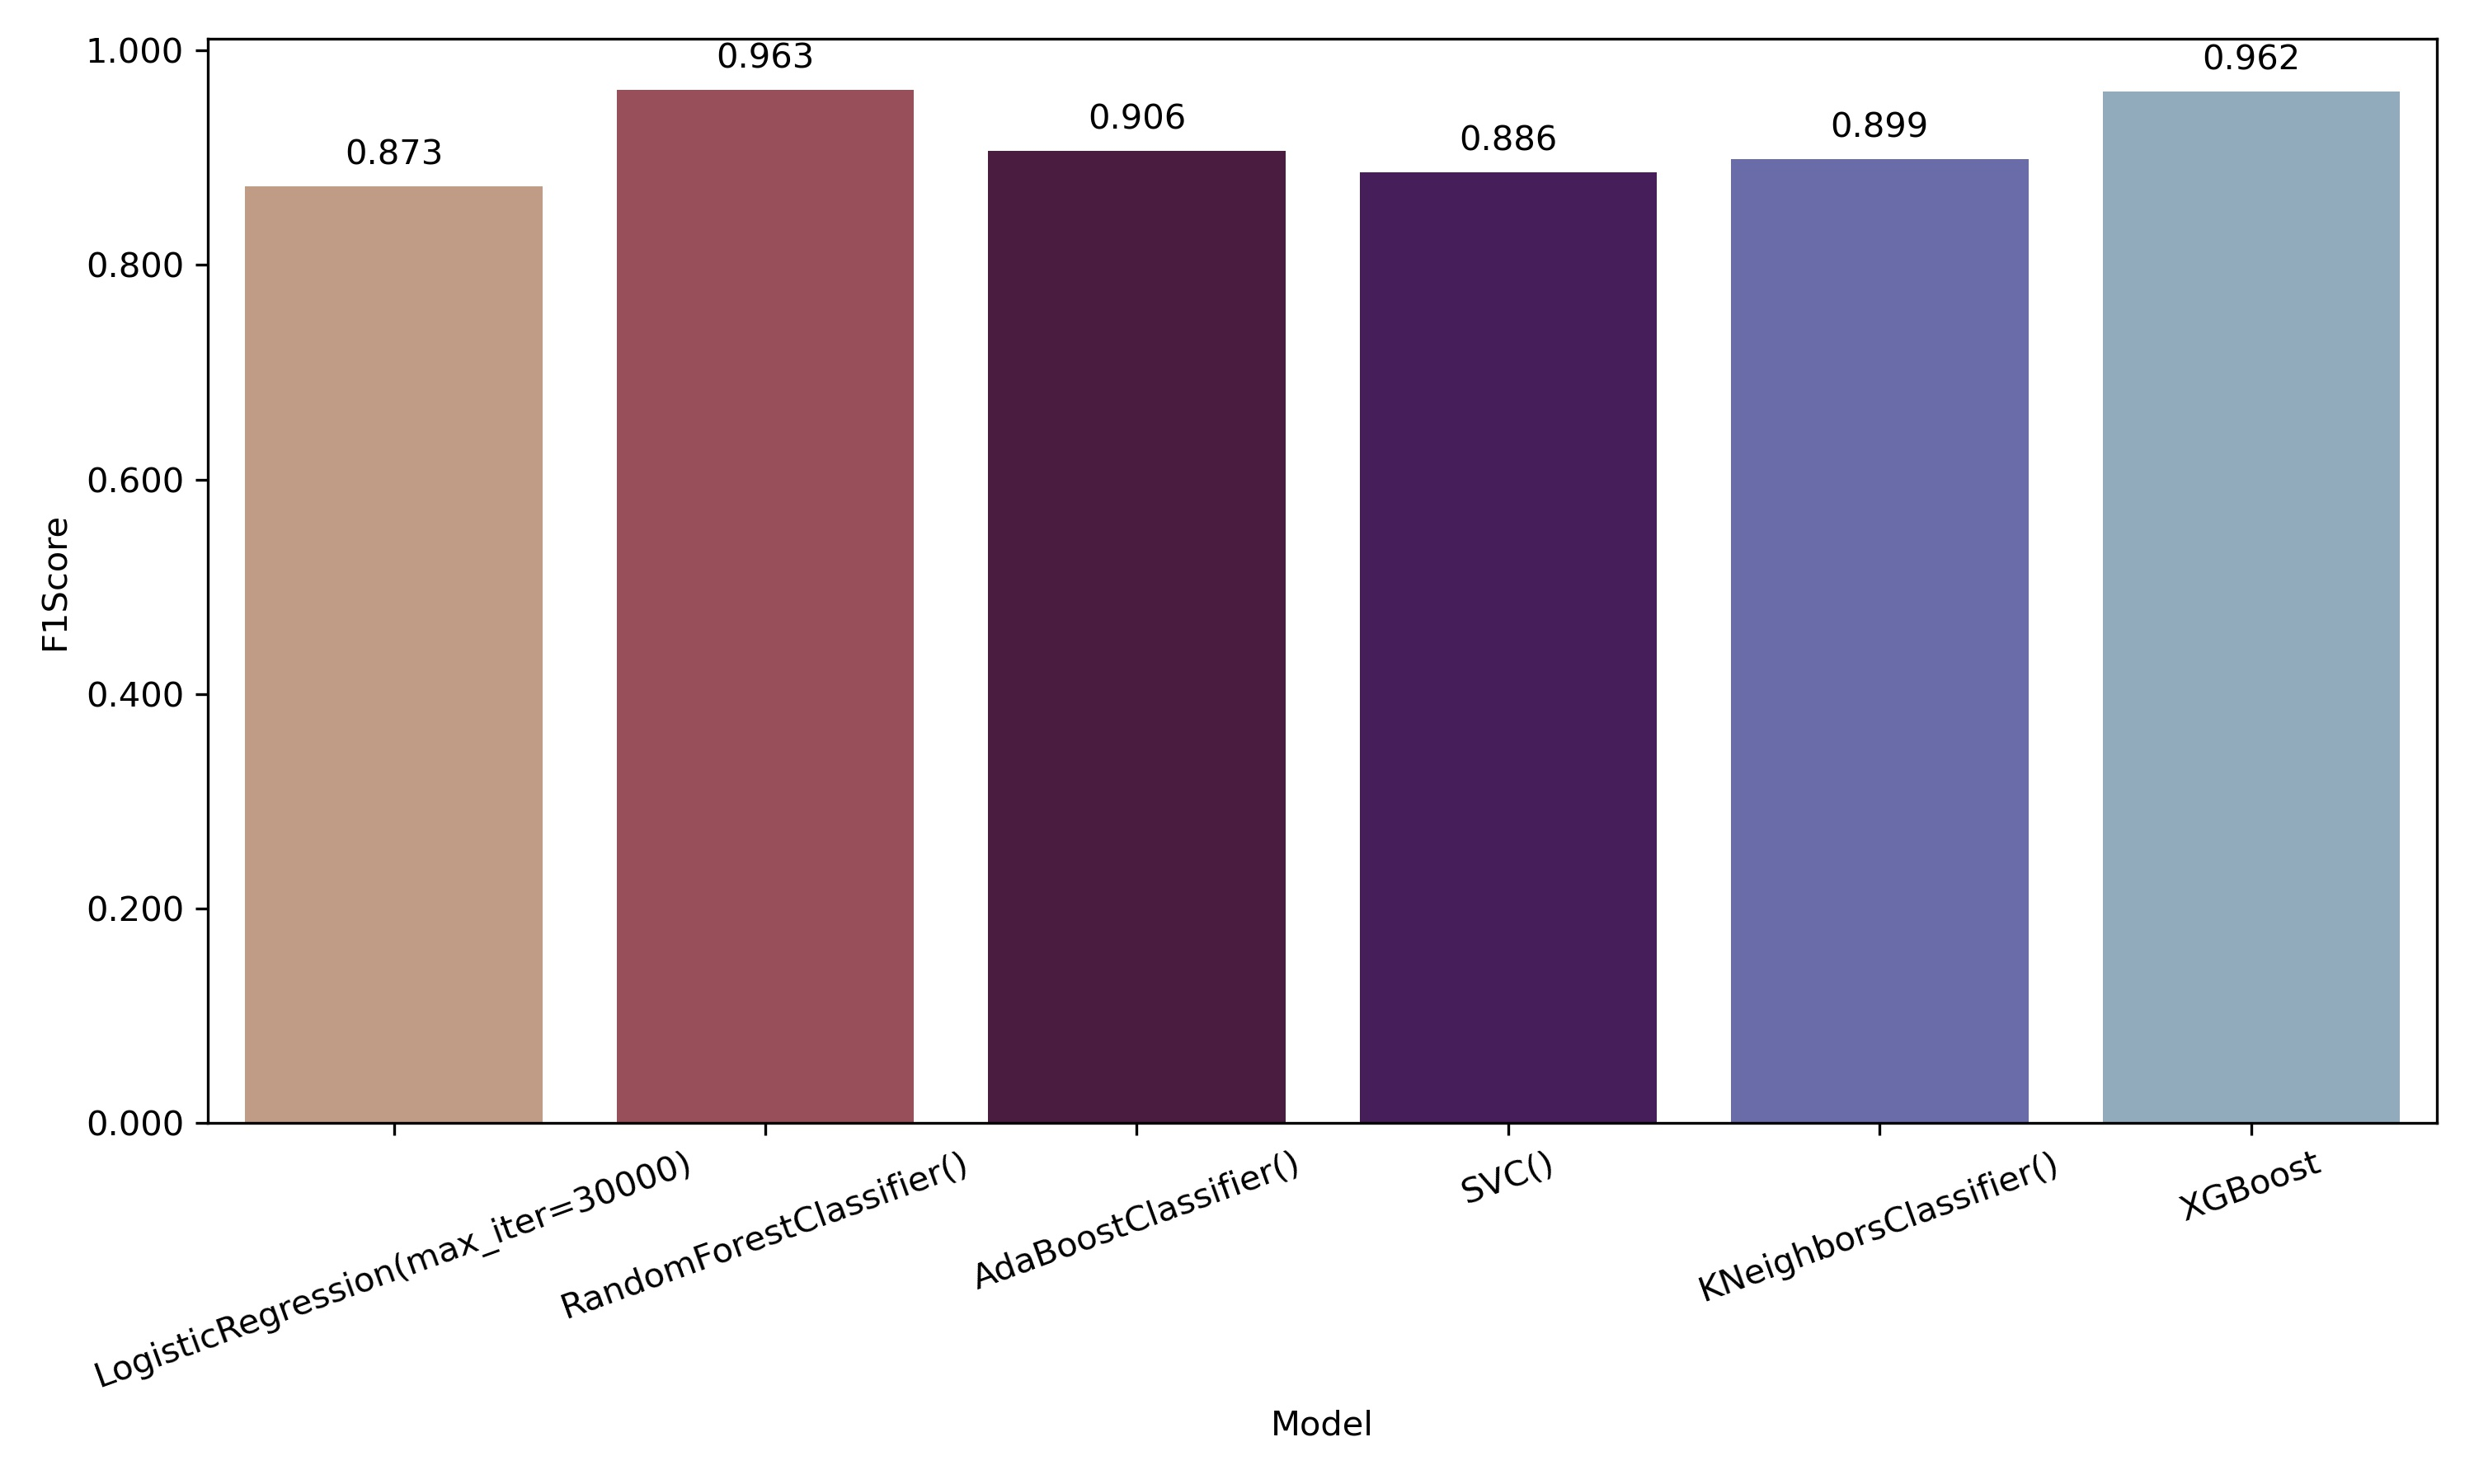 1.000
0.800
0.600
0.400
0.200
0.000
F1Score
0.873
0.963
0.906
0.886
0.899
0.962
LogisticRegression(max_iter=30000)
RandomForestClassifier()
AdaBoostClassifier()
SVC()
KNeighborsClassifier()
XGBoost
Model